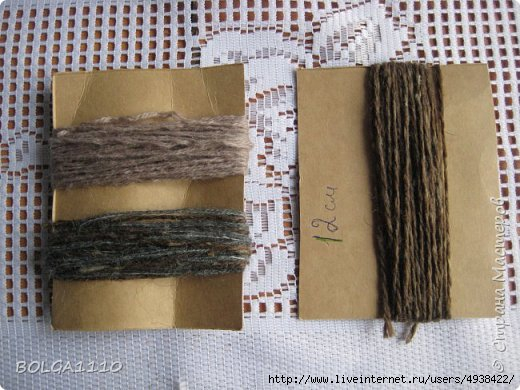 12 см
© Страна Мастеров
BOLGA1110
http://www.liveinternet.ru/users/4938422/